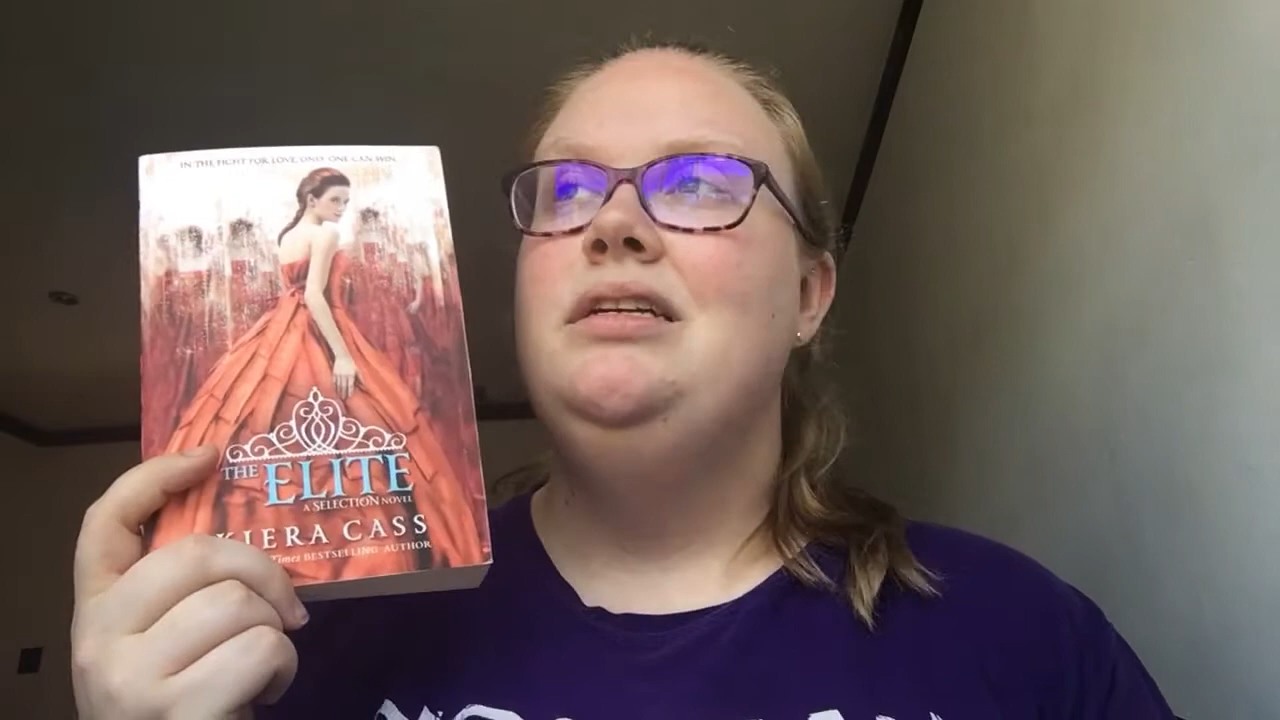 IN THE FIGHT FOR LOVE, ONLY ONE CAN WIN.
THE ELITE
A SELECTION NOVEL
KIERA CASS
Times BESTSELLING AUTHOR